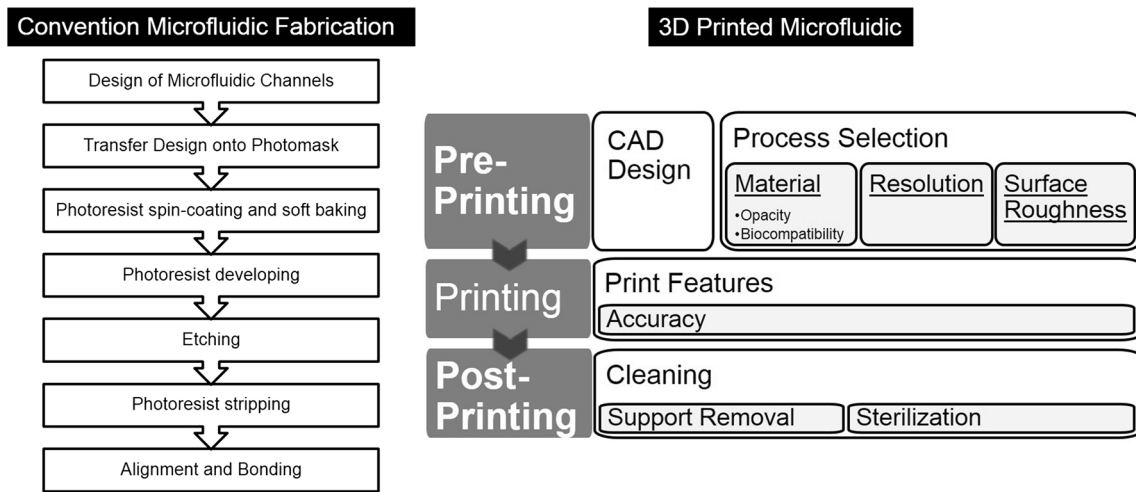 Convention Microfluidic Fabrication
Design of Microfluidic Channels
Transfer Design onto Photomask
Photoresist spin-coating and soft baking
Photoresist developing
Etching
Photoresist stripping
Alignment and Bonding
3D Printed Microfluidic
Pre-
Printing
CAD
Design
Process Selection
Material
•Opacity
•Biocompatibility
Resolution
Surface
Roughness
Printing
Print Features
Accuracy
Post-
Printing
Cleaning
Support Removal
Sterilization